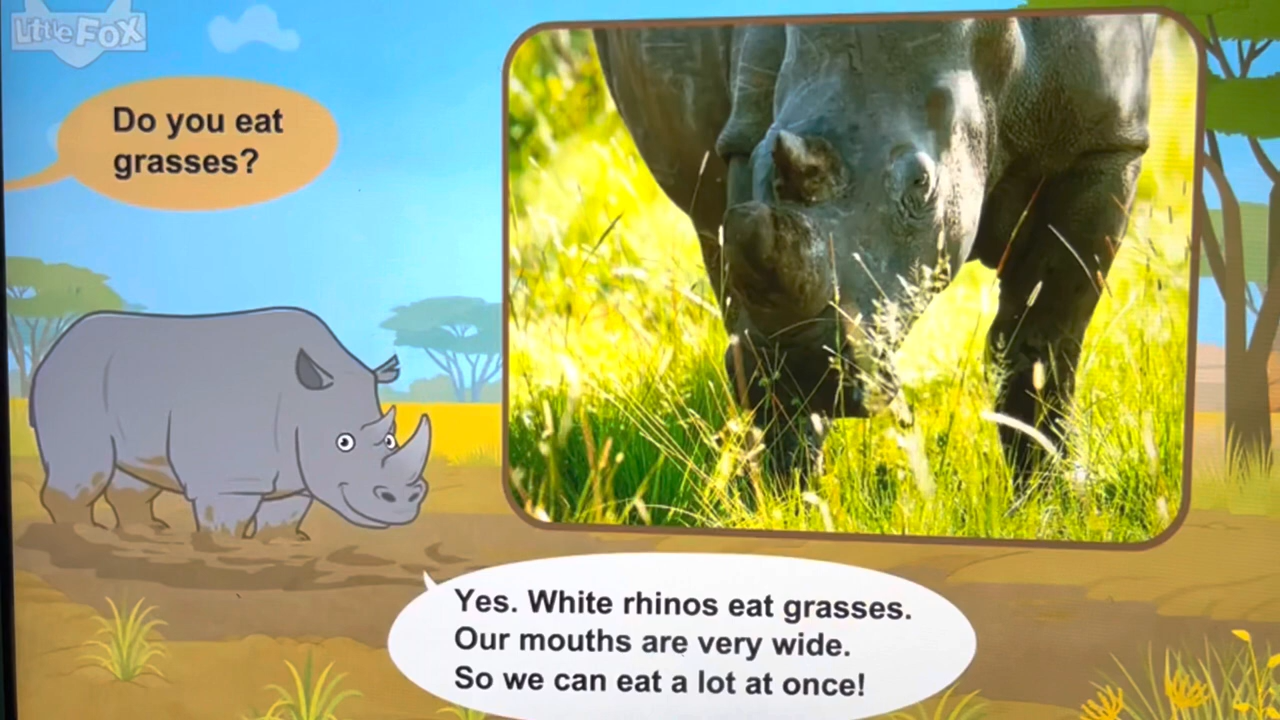 Little Fox
Do you eat
grasses?
Yes. White rhinos eat grasses.
Our mouths are very wide.
So we can eat a lot at once!